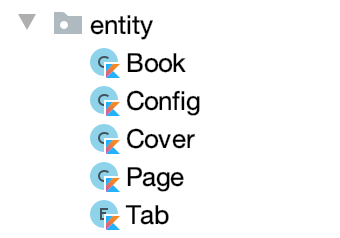 entity
C Book
C Config
C Cover
C Page
E Tab